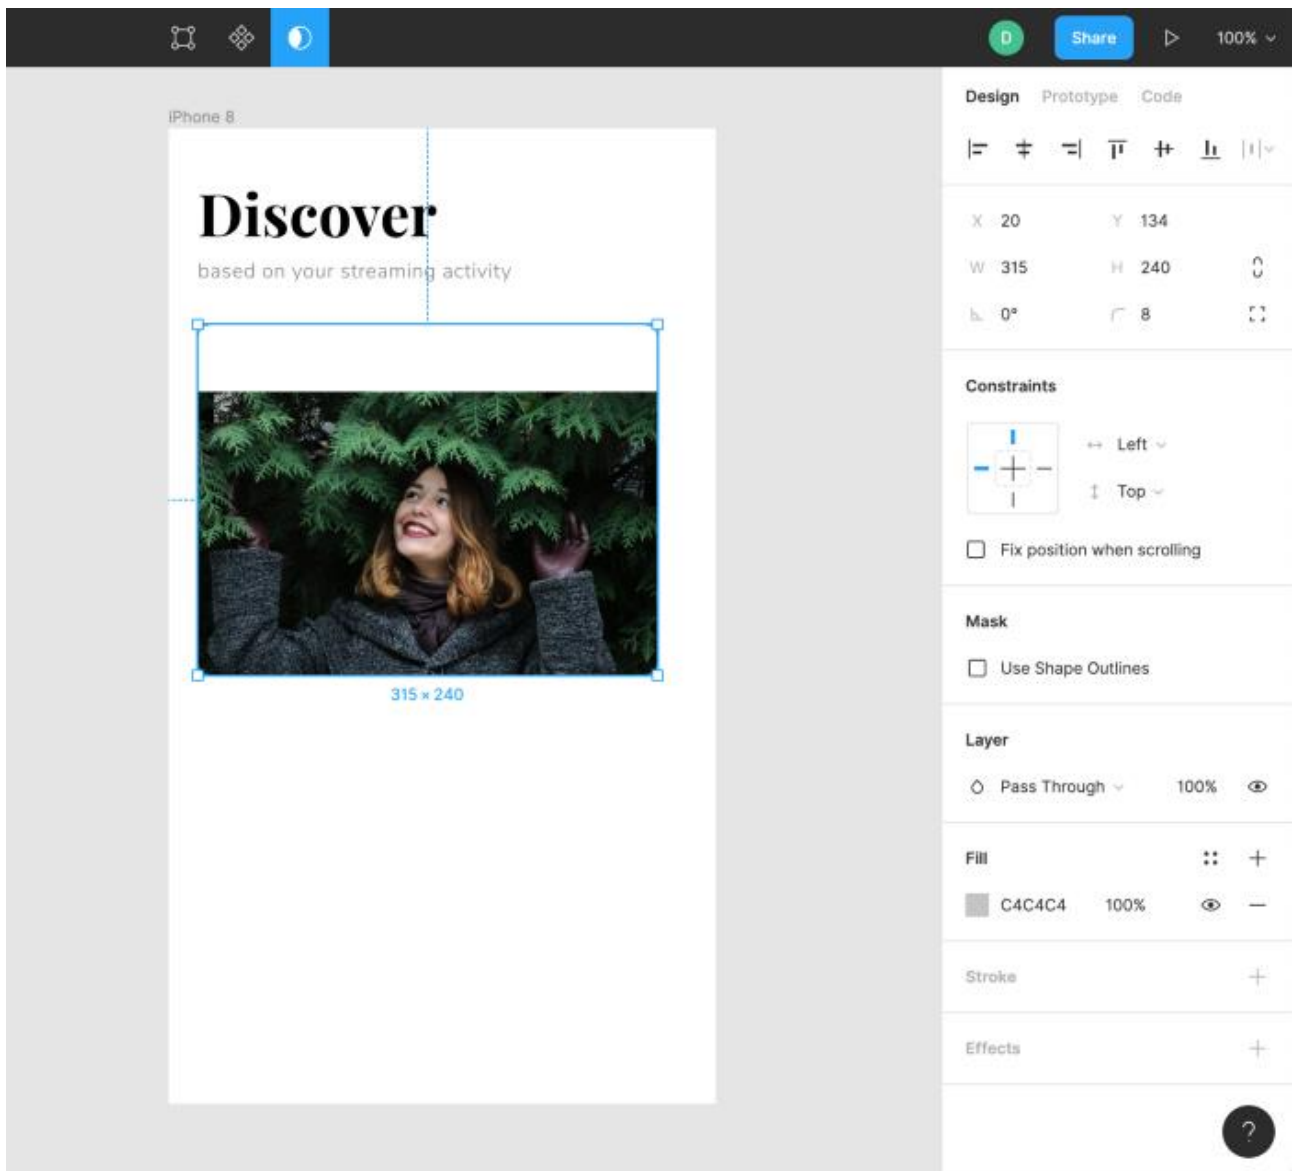 D Share 100%
Design Prototype Code
iPhone 8
Discover
based on your streaming activity
315 × 240
X 20 Y 134
W 315 H 240
0° 8
Constraints
Left
Top
Fix position when scrolling
Mask
Use Shape Outlines
Layer
Pass Through 100%
Fill
C4C4C4 100%
Stroke
Effects
?